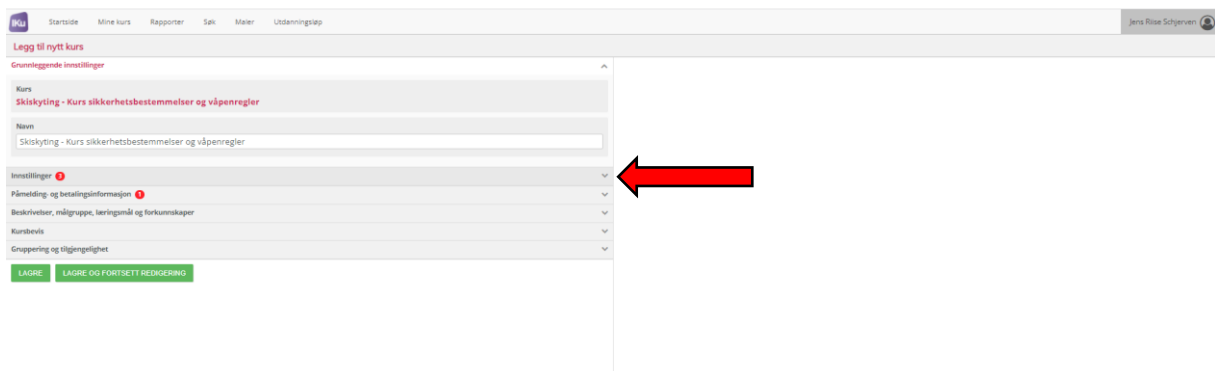 IKu Startside Mine kurs Rapporter Søk Maler Utdanningsløp Jens Riise Schjerven
Legg til nytt kurs
Grunnleggende innstillinger
Kurs
Skiskyting - Kurs sikkerhetsbestemmelser og våpenregler
Navn
Skiskyting - Kurs sikkerhetsbestemmelser og våpenregler
Innstillinger 3
Påmelding- og betalingsinformasjon 1
Beskrivelser, målgruppe, læringsmål og forkunnskaper
Kursbevis
Gruppering og tilgjengelighet
LAGRE LAGRE OG FORTSETT REDIGERING